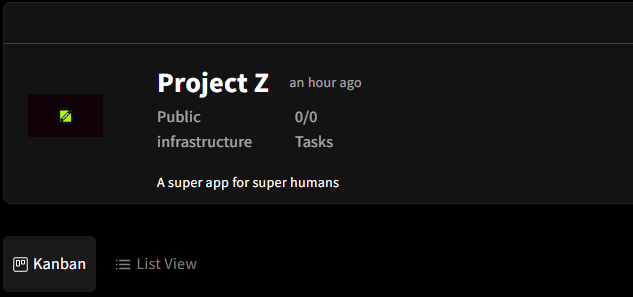 Project Z an hour ago
Public 0/0
infrastructure Tasks
A super app for super humans
Kanban List View